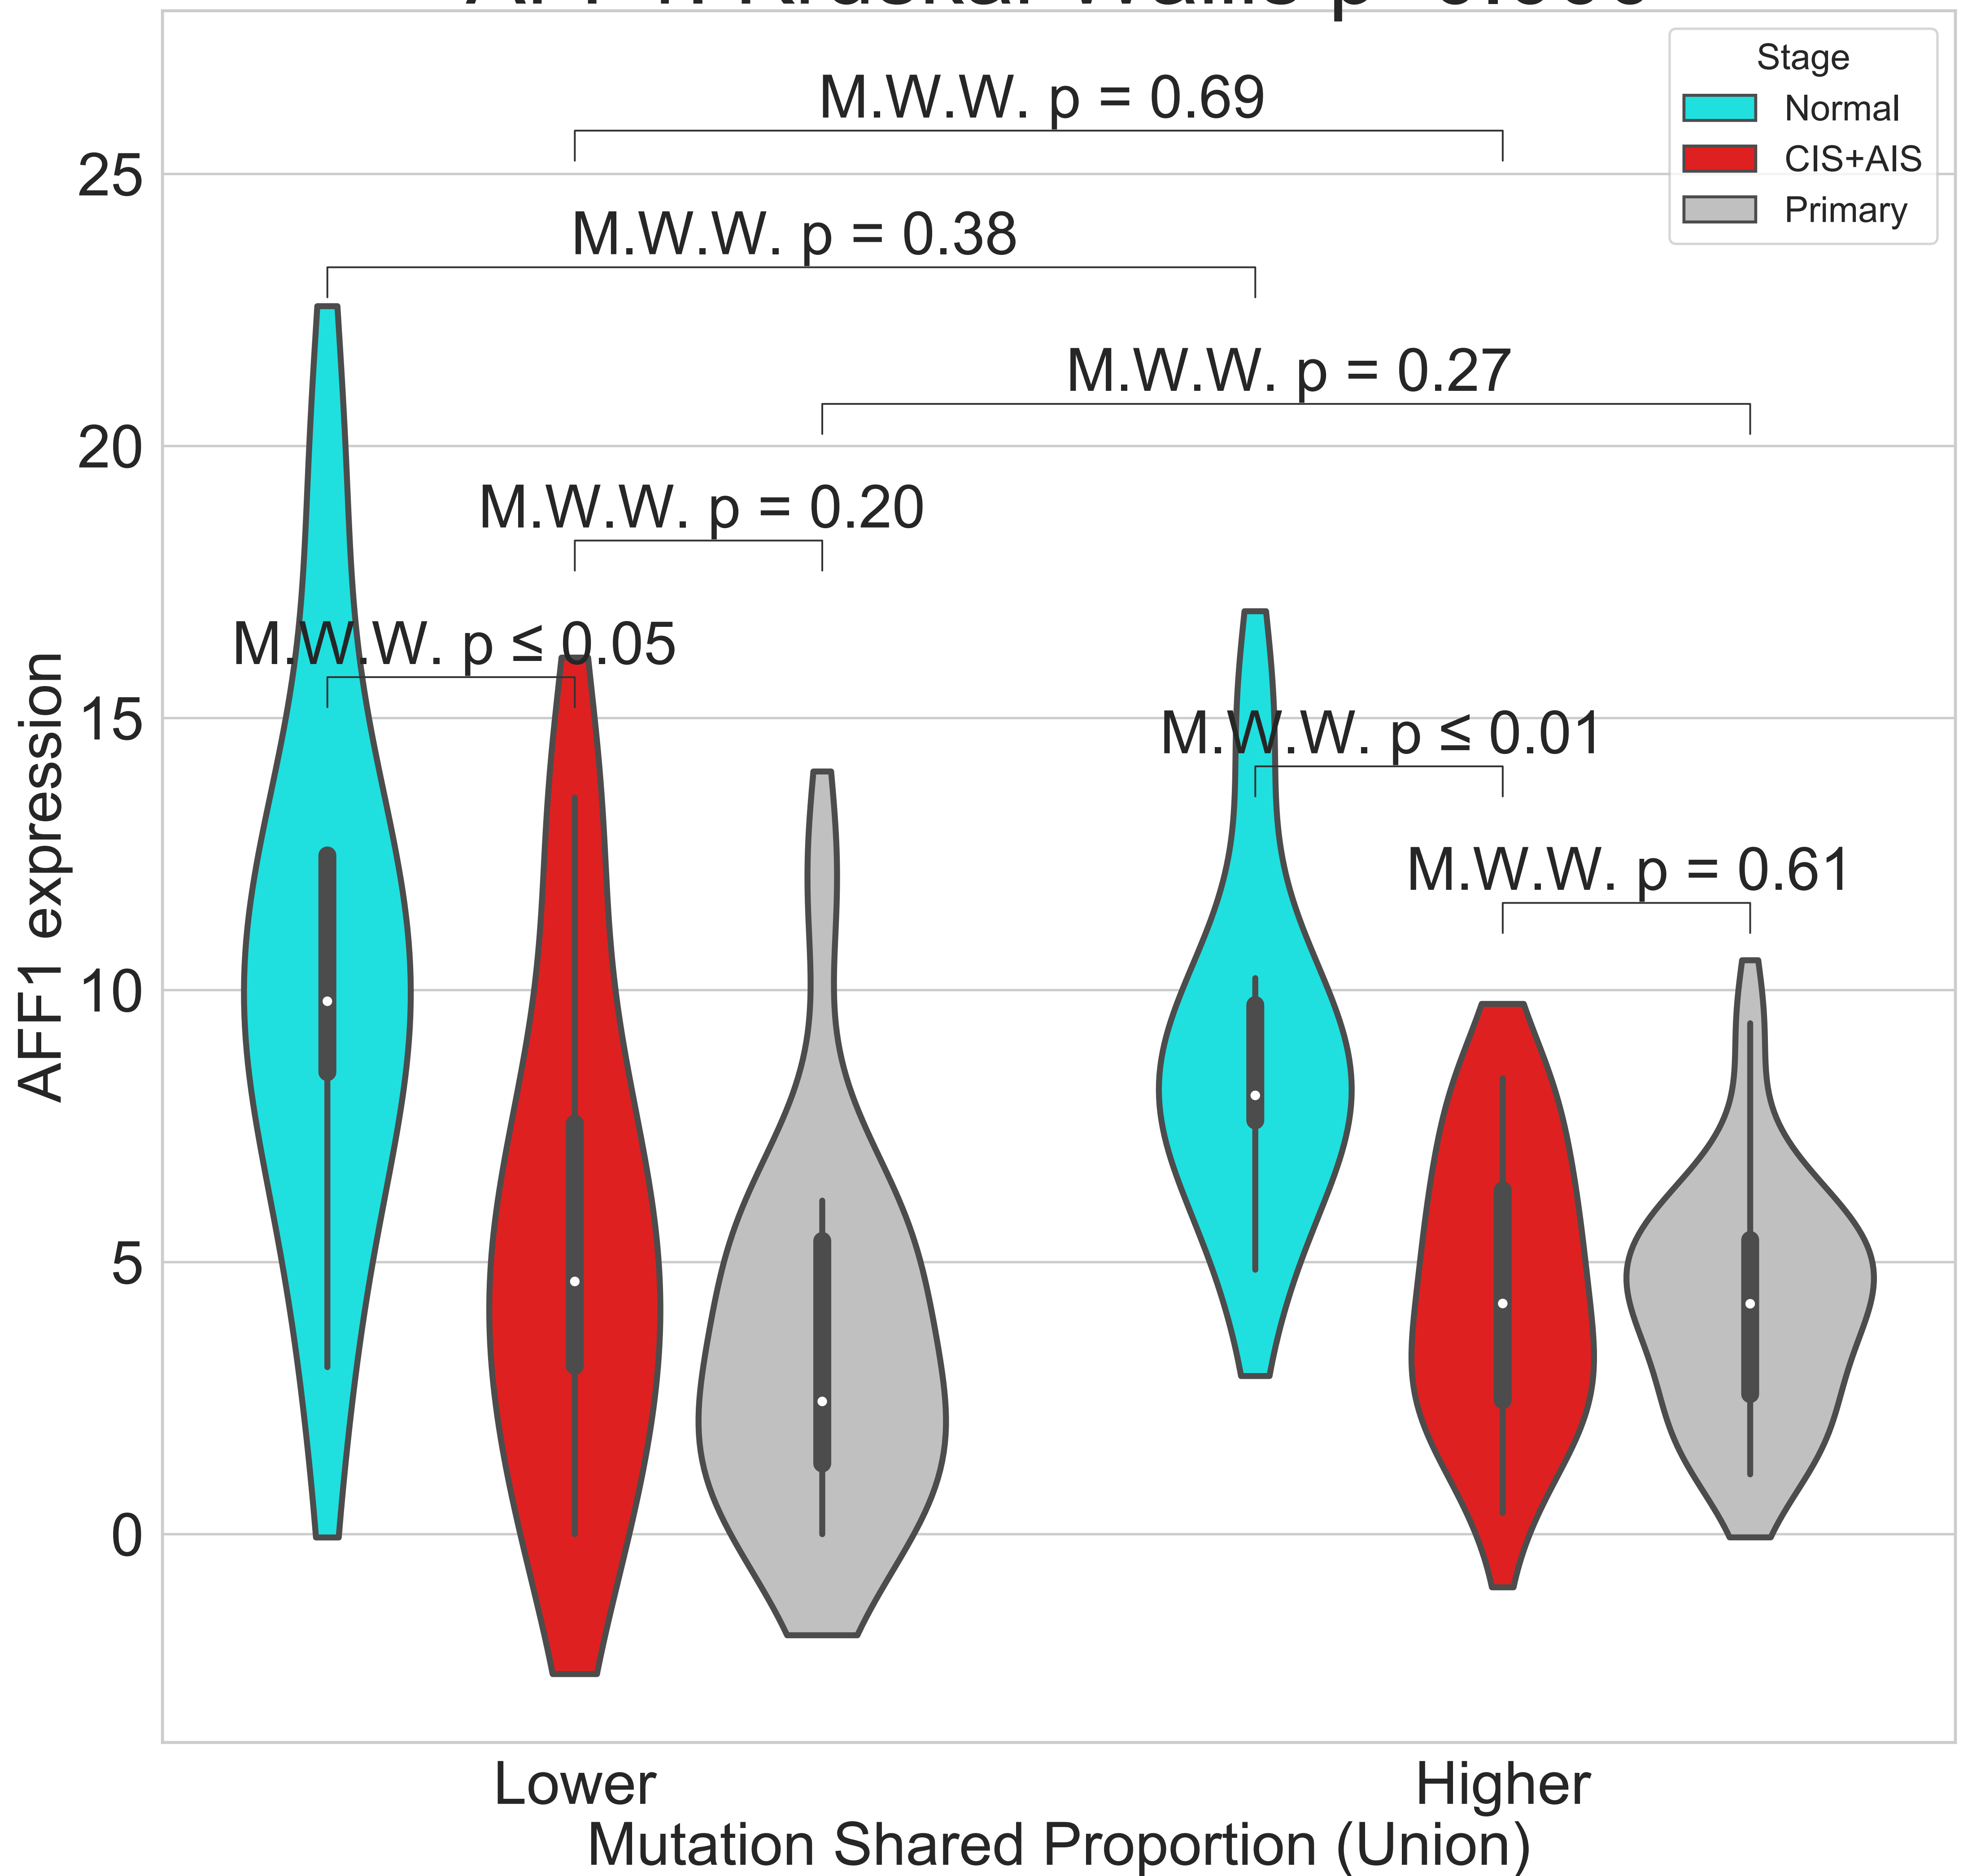 Stage
Normal
CIS+AIS
Primary
M.W.W. p = 0.69
M.W.W. p = 0.38
M.W.W. p = 0.27
M.W.W. p = 0.20
M.W.W. p ≤ 0.05
M.W.W. p ≤ 0.01
M.W.W. p = 0.61
25
20
15
10
5
0
AFF1 expression
Lower
Higher
Mutation Shared Proportion (Union)